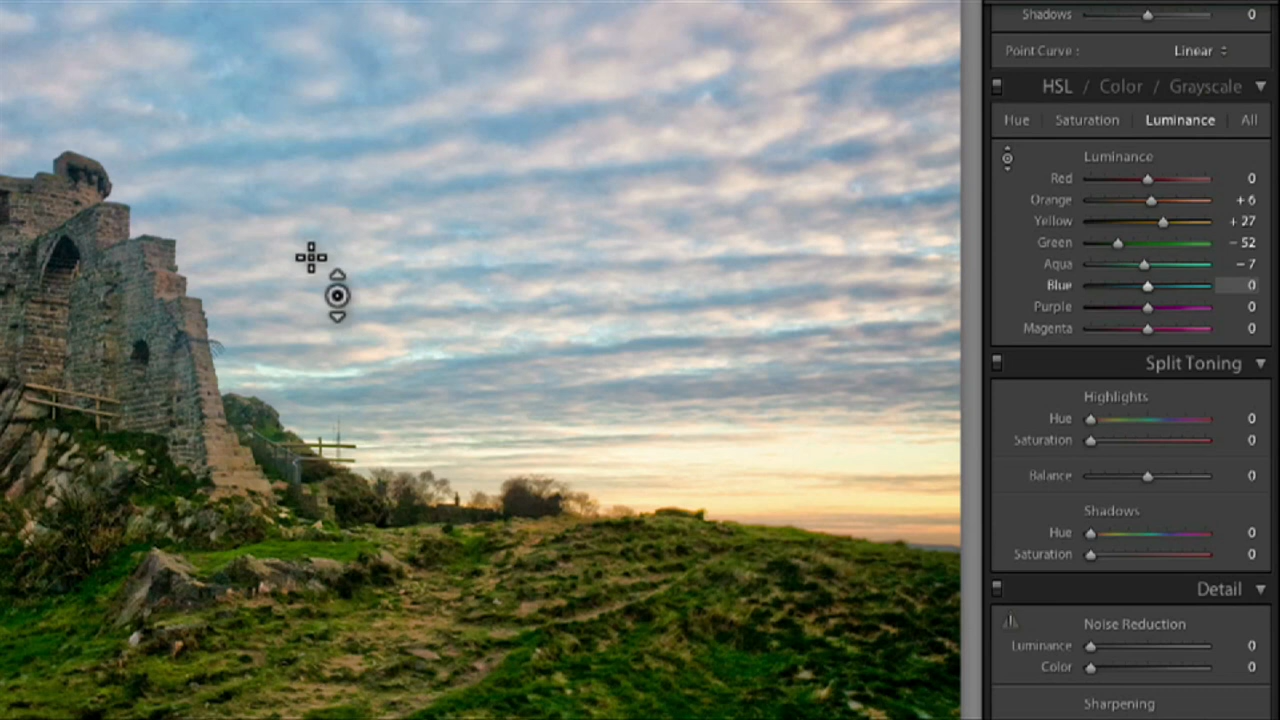 Shadows 0
Point Curve : Linear
HSL / Color / Grayscale
Hue Saturation Luminance All
Luminance
Red 0
Orange + 6
Yellow + 27
Green − 52
Aqua − 7
Blue 0
Purple 0
Magenta 0
Split Toning
Highlights
Hue 0
Saturation 0
Balance 0
Shadows
Hue 0
Saturation 0
Detail
Noise Reduction
Luminance 0
Color 0
Sharpening